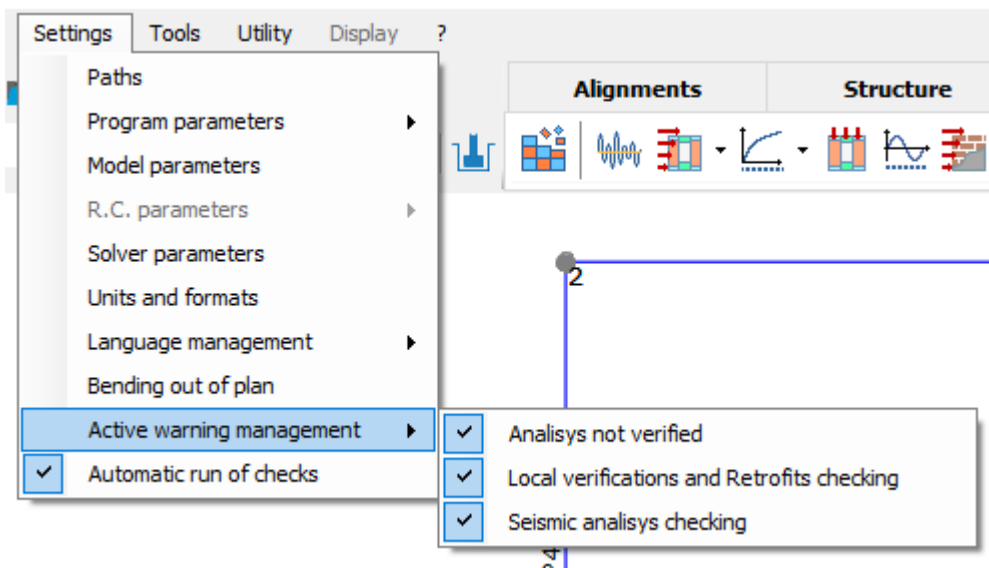 Settings Tools Utility Display ?
Alignments Structure
Paths
Program parameters
Model parameters
R.C. parameters
Solver parameters
Units and formats
Language management
Bending out of plan
Active warning management
Automatic run of checks
Analisys not verified
Local verifications and Retrofits checking
Seismic analisys checking
2